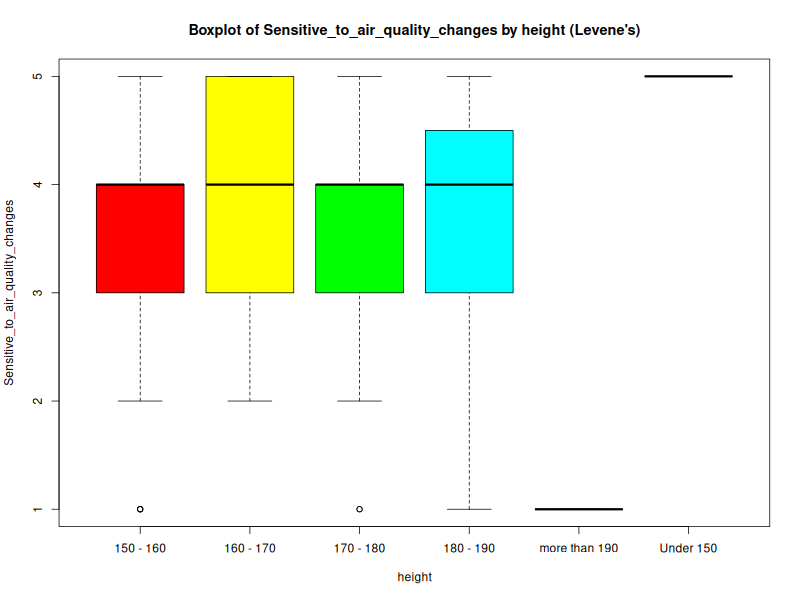 Boxplot of Sensitive_to_air_quality_changes by height (Levene's)
Sensitive_to_air_quality_changes
5
4
3
2
1
150 - 160 160 - 170 170 - 180 180 - 190 more than 190 Under 150
height